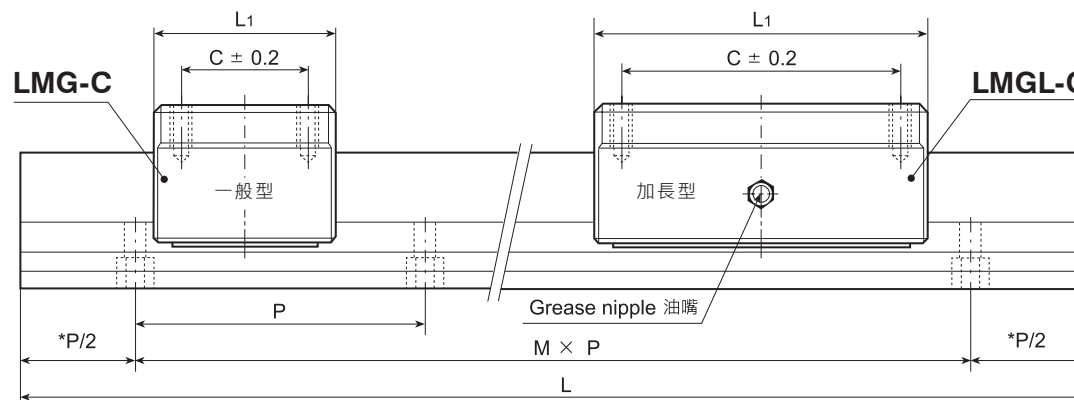 L1
L1
C ± 0.2
C ± 0.2
LMG-C
LMGL-C
一般型
加長型
Grease nipple 油嘴
P
*P/2
M × P
*P/2
L